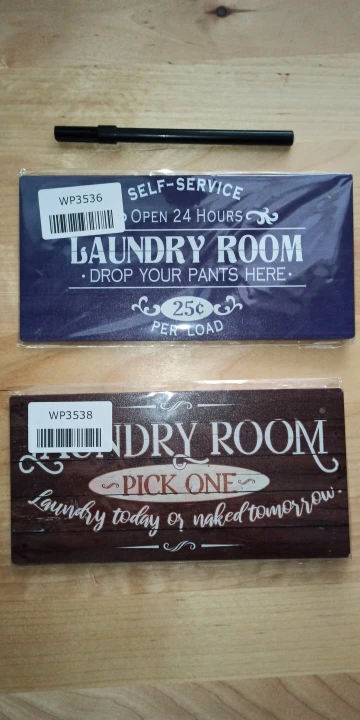 WP3536
SELF-SERVICE
OPEN 24 HOURS
LAUNDRY ROOM
• DROP YOUR PANTS HERE •
25¢
PER LOAD
WP3538
LAUNDRY ROOM
PICK ONE
Laundry today or naked tomorrow.